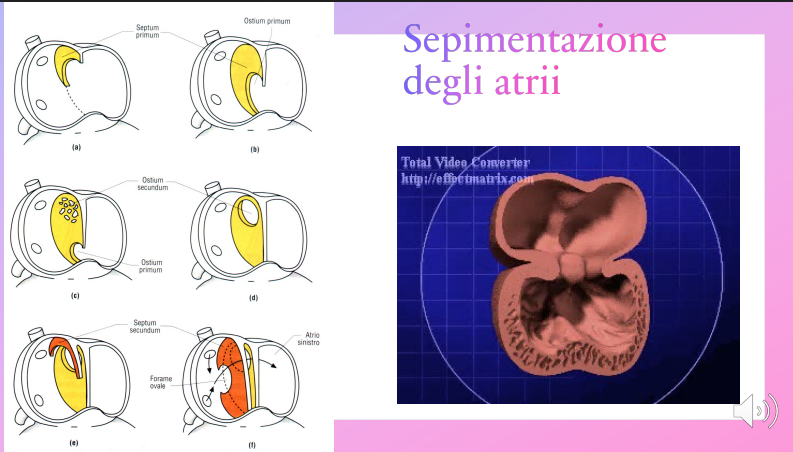 Septum
primum
Ostium primum
(a)
(b)
Ostium
secundum
Ostium
primum
(c)
(d)
Septum
secundum
Atrio
sinistro
Forame
ovale
(e)
(f)
Sepimentazione
degli atrii
Total Video Converter
http://effectmatrix.com